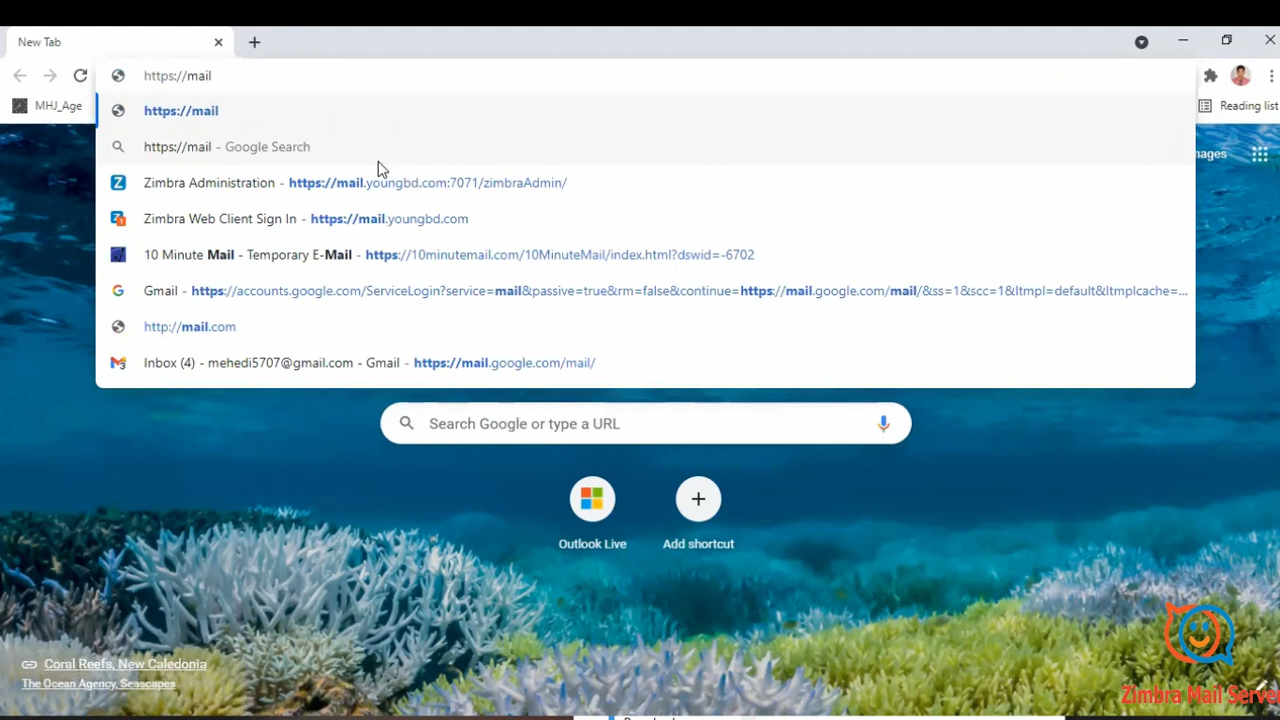 New Tab
https://mail
MHJ_Age
Reading list
https://mail
https://mail - Google Search
Zimbra Administration - https://mail.youngbd.com:7071/zimbraAdmin/
Zimbra Web Client Sign In - https://mail.youngbd.com
10 Minute Mail - Temporary E-Mail - https://10minutemail.com/10MinuteMail/index.html?dswid=-6702
Gmail - https://accounts.google.com/ServiceLogin?service=mail&passive=true&rm=false&continue=https://mail.google.com/mail/&ss=1&scc=1&ltmpl=default&ltmplcache=...
http://mail.com
Inbox (4) - mehedi5707@gmail.com - Gmail - https://mail.google.com/mail/
Search Google or type a URL
Outlook Live
Add shortcut
Coral Reefs, New Caledonia
The Ocean Agency, Seascapes
Zimbra Mail Server